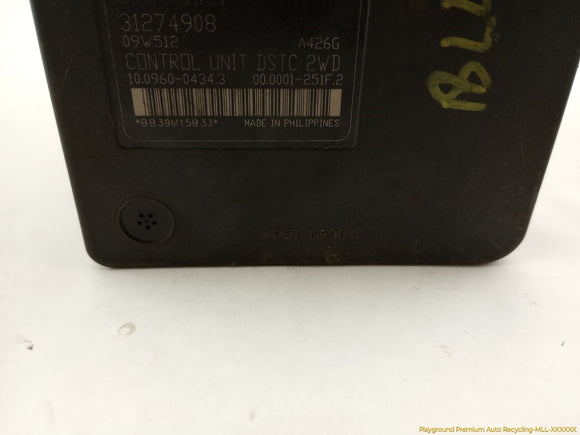 31274908
09W512 A426G
CONTROL UNIT DSTC 2WD
10.0960-0434.3 00.0001-251F.2
*BB39M15B33* MADE IN PHILIPPINES
Playground Premium Auto Recycling-MLL-XXXXXXX